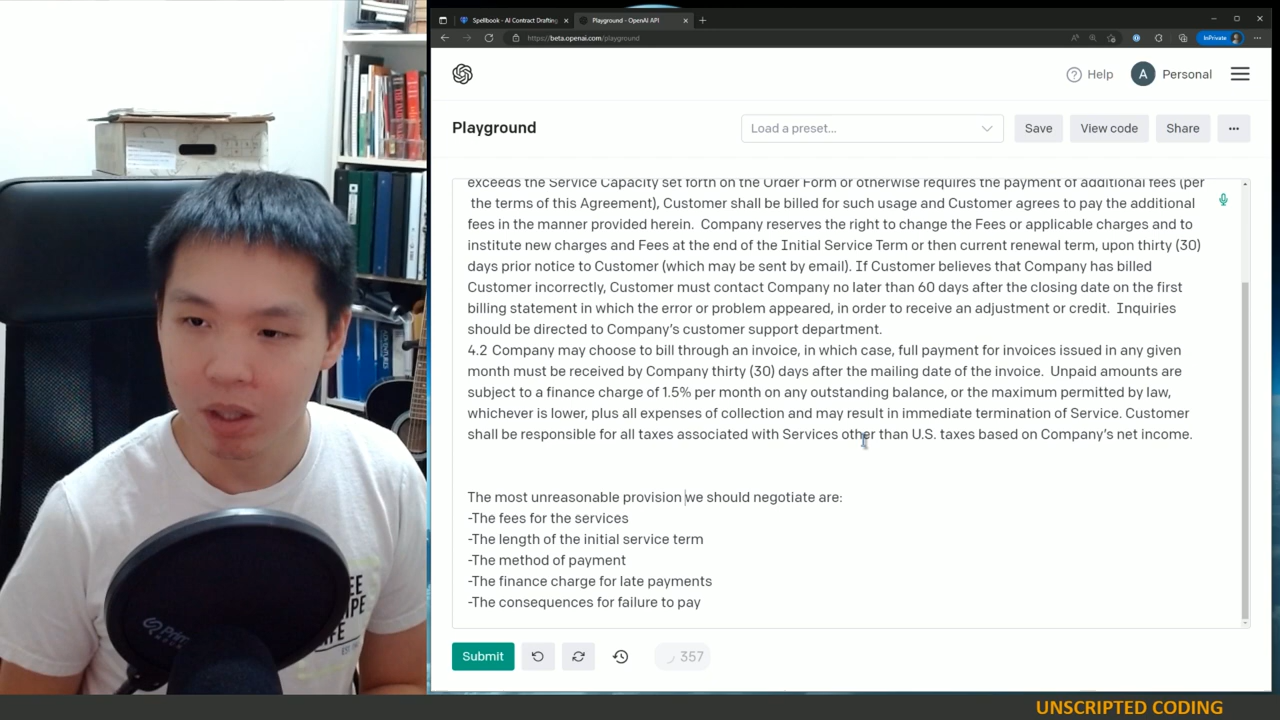 Spellbook - AI Contract Drafting
Playground - OpenAI API
https://beta.openai.com/playground
InPrivate
Help
A
Personal
Playground
Load a preset...
Save
View code
Share
exceeds the Service Capacity set forth on the Order Form or otherwise requires the payment of additional fees (per
the terms of this Agreement), Customer shall be billed for such usage and Customer agrees to pay the additional
fees in the manner provided herein.  Company reserves the right to change the Fees or applicable charges and to
institute new charges and Fees at the end of the Initial Service Term or then current renewal term, upon thirty (30)
days prior notice to Customer (which may be sent by email). If Customer believes that Company has billed
Customer incorrectly, Customer must contact Company no later than 60 days after the closing date on the first
billing statement in which the error or problem appeared, in order to receive an adjustment or credit.  Inquiries
should be directed to Company's customer support department.
4.2 Company may choose to bill through an invoice, in which case, full payment for invoices issued in any given
month must be received by Company thirty (30) days after the mailing date of the invoice.  Unpaid amounts are
subject to a finance charge of 1.5% per month on any outstanding balance, or the maximum permitted by law,
whichever is lower, plus all expenses of collection and may result in immediate termination of Service. Customer
shall be responsible for all taxes associated with Services other than U.S. taxes based on Company's net income.
The most unreasonable provision we should negotiate are:
-The fees for the services
-The length of the initial service term
-The method of payment
-The finance charge for late payments
-The consequences for failure to pay
Submit
357
UNSCRIPTED CODING